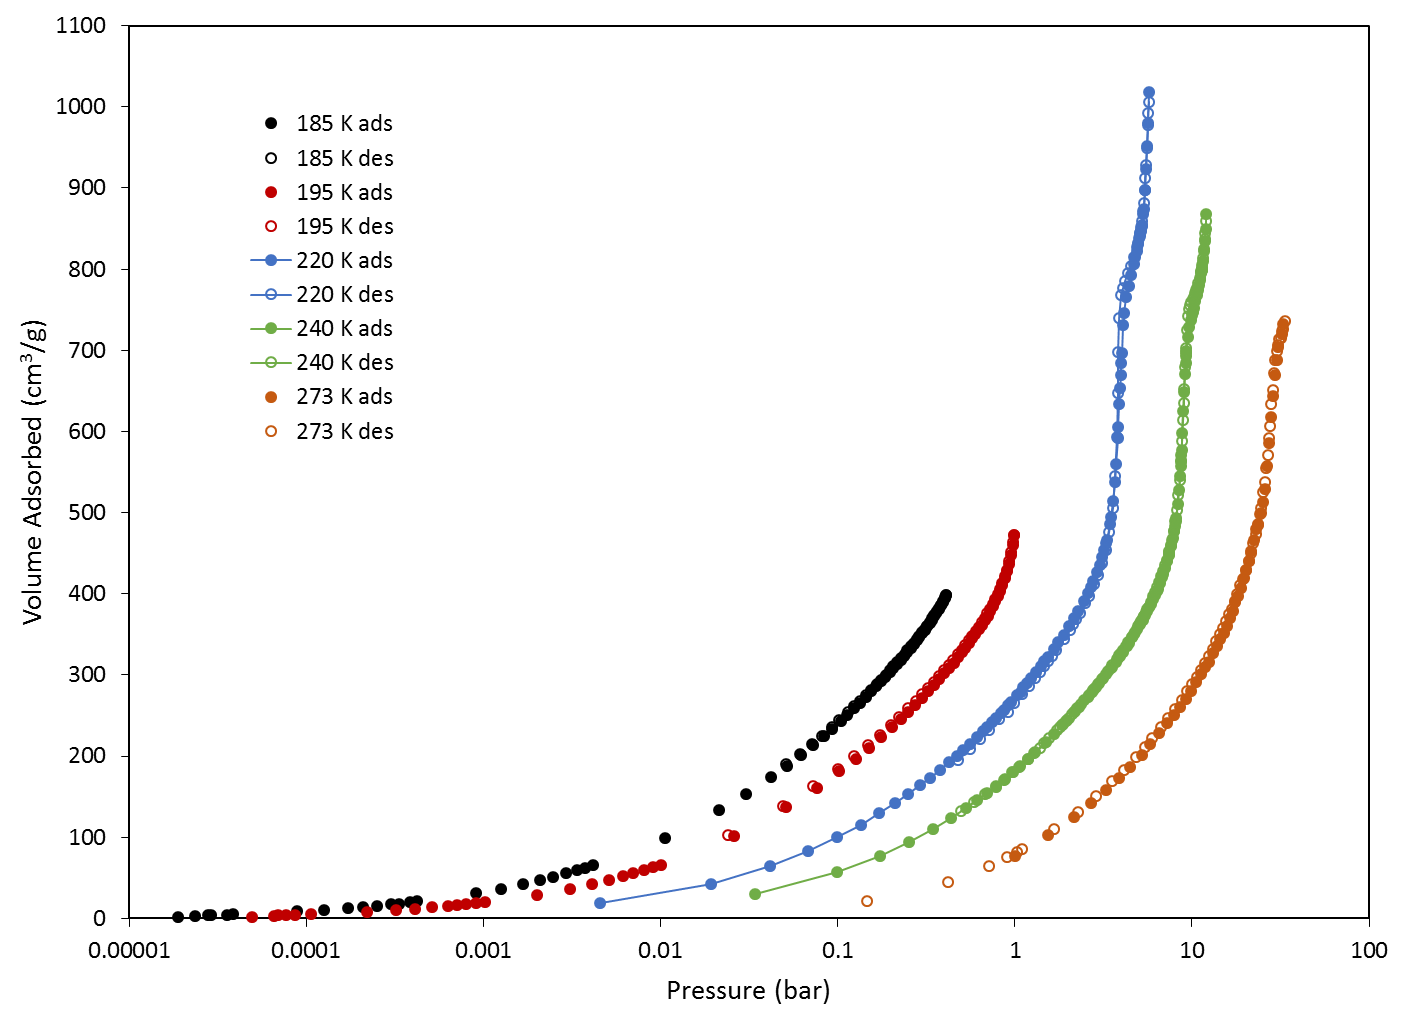 1100
1000
900
800
700
600
500
400
300
200
100
0
Volume Adsorbed (cm³/g)
185 K ads
185 K des
195 K ads
195 K des
220 K ads
220 K des
240 K ads
240 K des
273 K ads
273 K des
0.00001 0.0001 0.001 0.01 0.1 1 10 100
Pressure (bar)